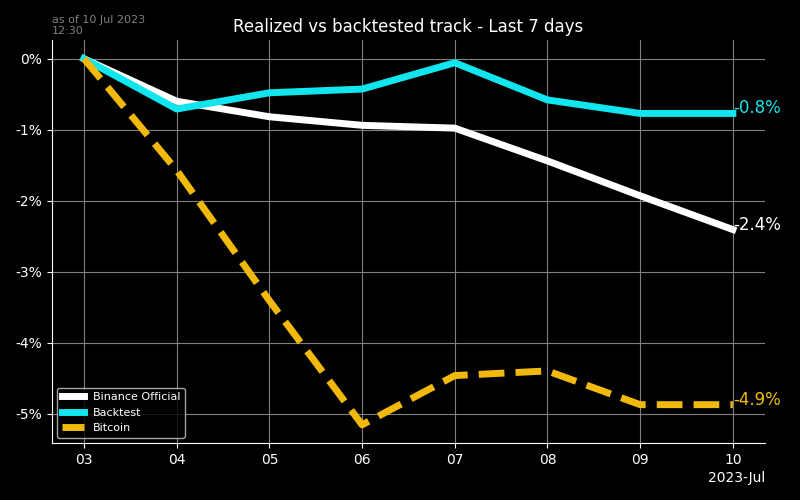 as of 10 Jul 2023
12:30
Realized vs backtested track - Last 7 days
0%
-1%
-2%
-3%
-4%
-5%
-0.8%
-2.4%
-4.9%
Binance Official
Backtest
Bitcoin
03 04 05 06 07 08 09 10
2023-Jul